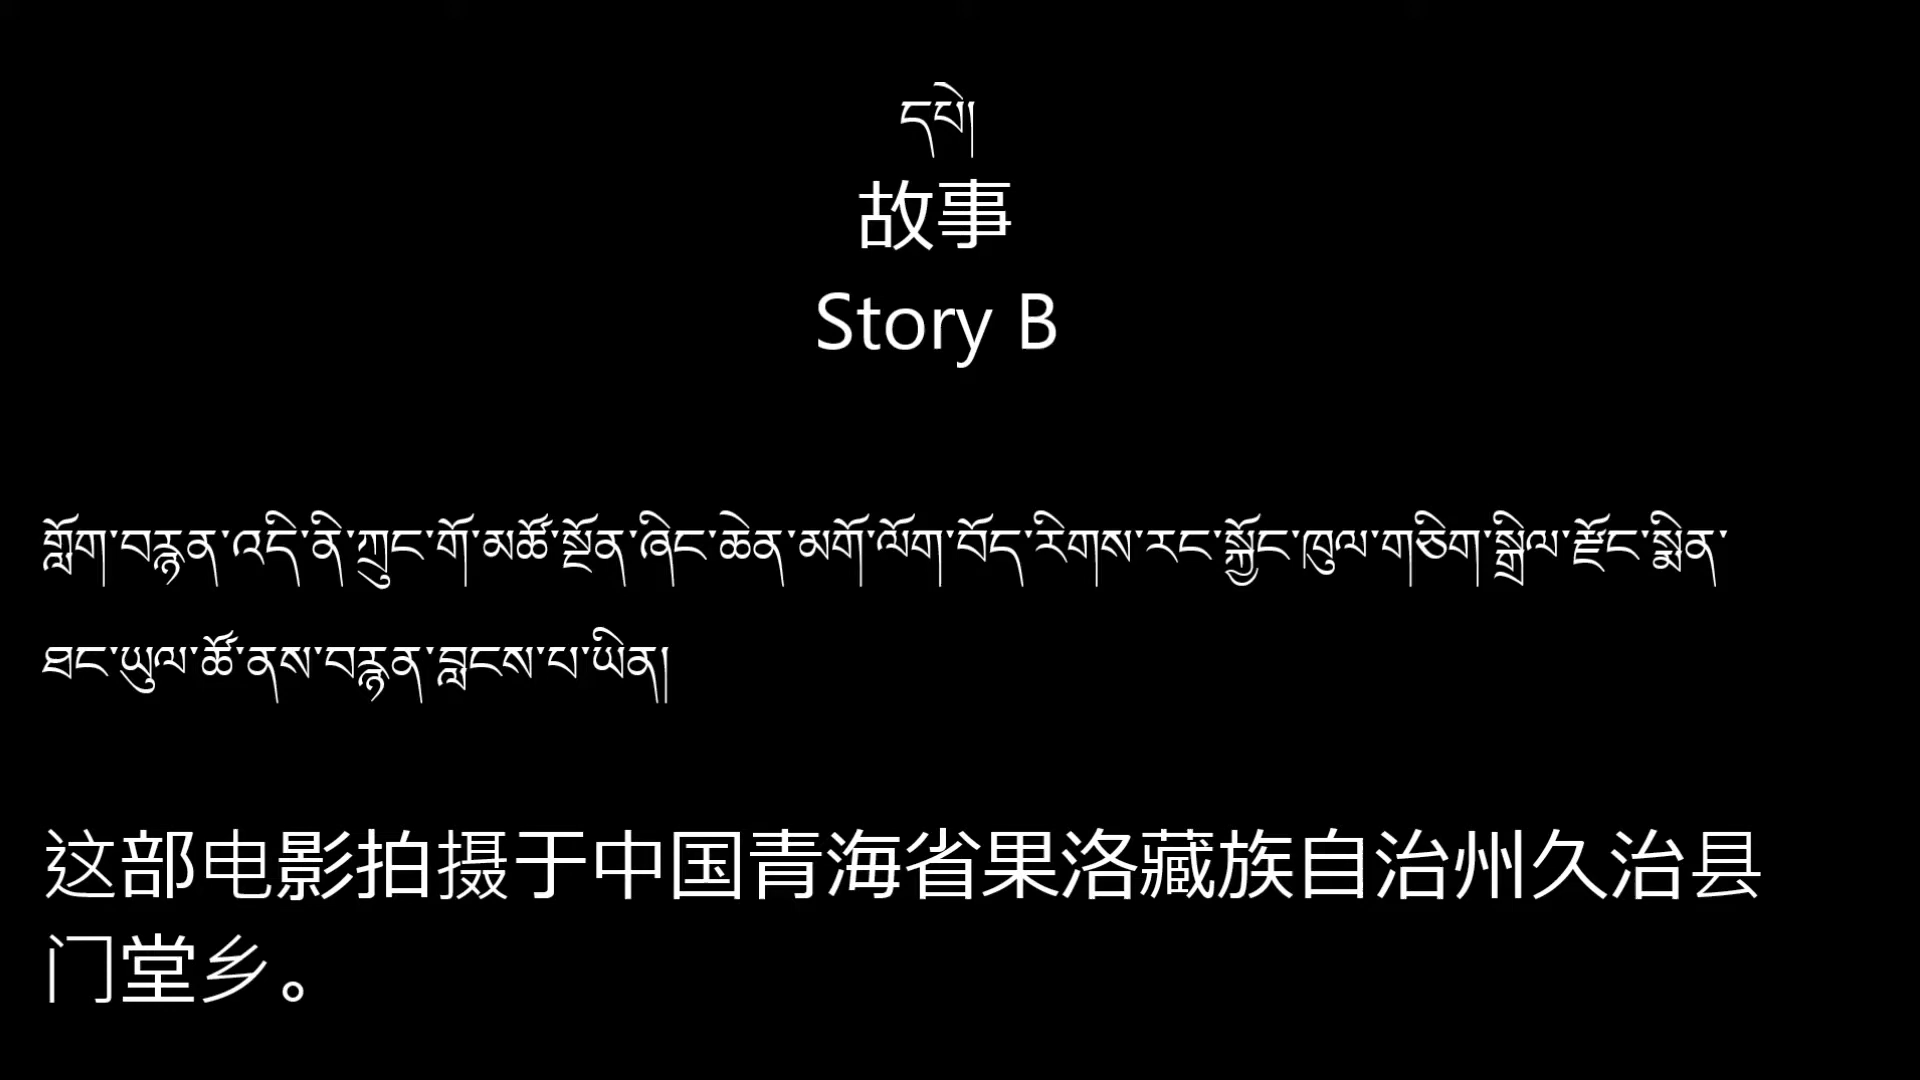 དཔེ།
故事
Story B
གློག་བརྙན་འདི་ནི་ཀྲུང་གོ་མཚོ་སྔོན་ཞིང་ཆེན་མགོ་ལོག་བོད་རིགས་རང་སྐྱོང་ཁུལ་གཅིག་སྒྲིལ་རྫོང་སྨིན་
ཐང་ཡུལ་ཚོ་ནས་བརྙན་བླངས་པ་ཡིན།
这部电影拍摄于中国青海省果洛藏族自治州久治县
门堂乡。